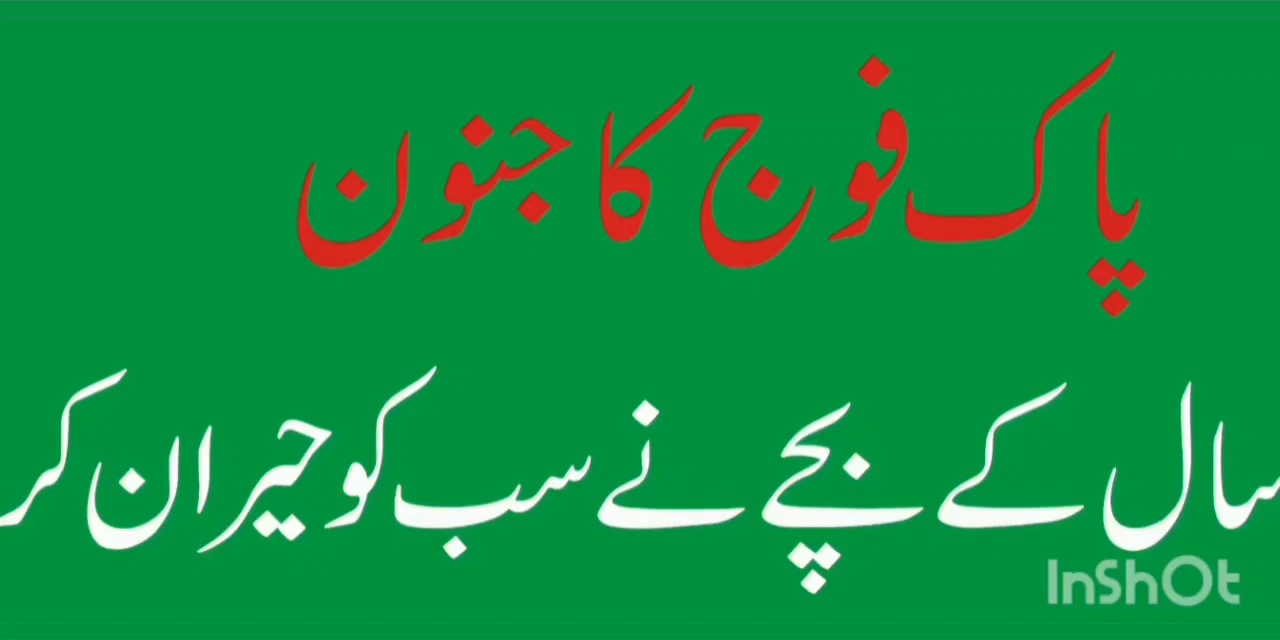 پاک فوج کا جنون
سال کے بچے نے سب کو حیران کر
InShOt